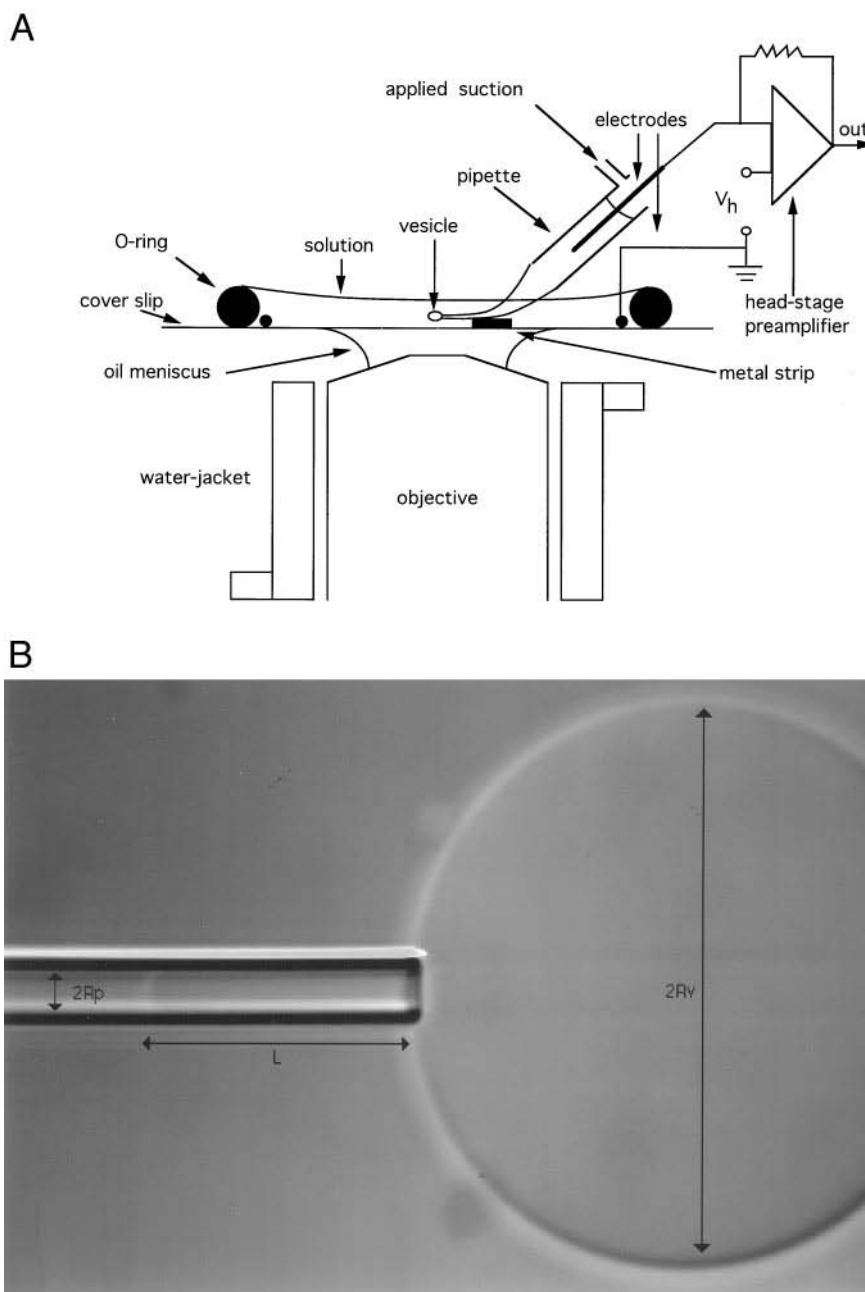 A
applied suction
electrodes
out
pipette
vesicle
Vh
O-ring
solution
cover slip
head-stage
preamplifier
oil meniscus
metal strip
water-jacket
objective
B
2Rp
2Rv
L